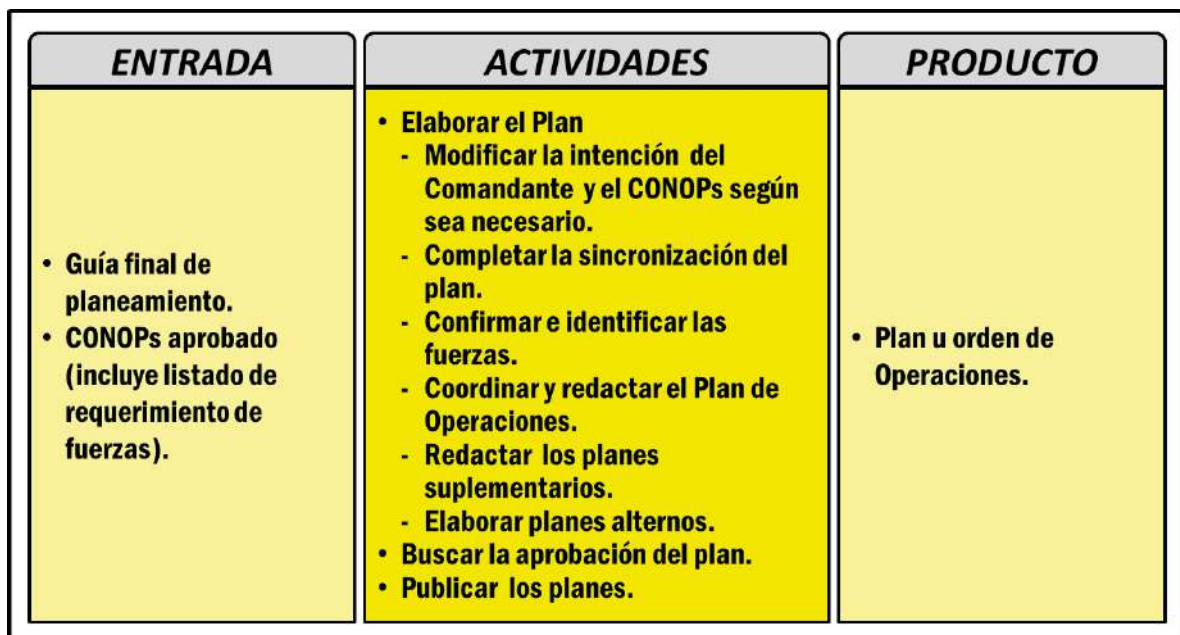 ENTRADA
ACTIVIDADES
PRODUCTO
• Guía final de
planeamiento.
• CONOPs aprobado
(incluye listado de
requerimiento de
fuerzas).
• Elaborar el Plan
- Modificar la intención del
Comandante y el CONOPs según
sea necesario.
- Completar la sincronización del
plan.
- Confirmar e identificar las
fuerzas.
- Coordinar y redactar el Plan de
Operaciones.
- Redactar los planes
suplementarios.
- Elaborar planes alternos.
• Buscar la aprobación del plan.
• Publicar los planes.
• Plan u orden de
Operaciones.